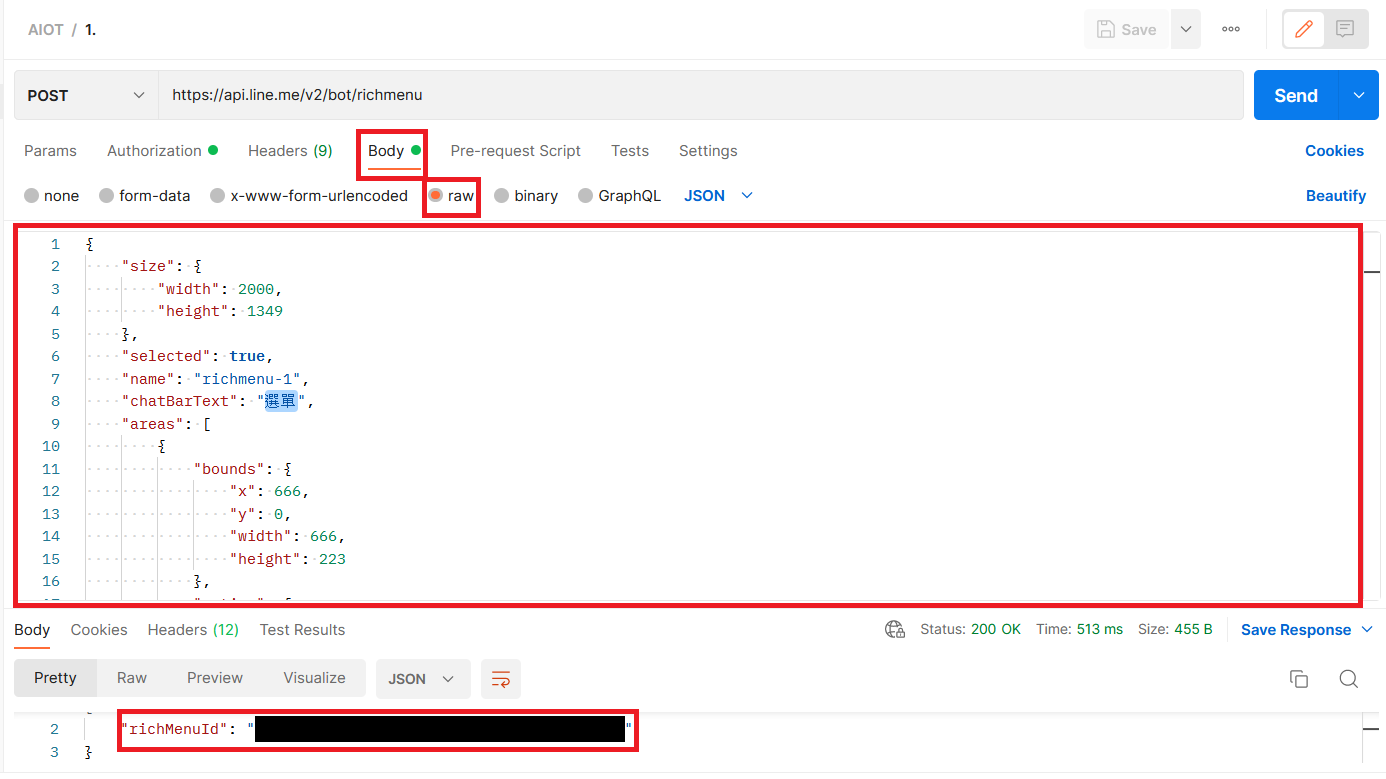 AIOT / 1.
Save
POST https://api.line.me/v2/bot/richmenu Send
Params Authorization Headers (9) Body Pre-request Script Tests Settings Cookies
none form-data x-www-form-urlencoded raw binary GraphQL JSON Beautify
1 {
2 "size": {
3 "width": 2000,
4 "height": 1349
5 },
6 "selected": true,
7 "name": "richmenu-1",
8 "chatBarText": "選單",
9 "areas": [
10 {
11 "bounds": {
12 "x": 666,
13 "y": 0,
14 "width": 666,
15 "height": 223
16 },
Body Cookies Headers (12) Test Results Status: 200 OK Time: 513 ms Size: 455 B Save Response
Pretty Raw Preview Visualize JSON
2 "richMenuId": " "
3 }